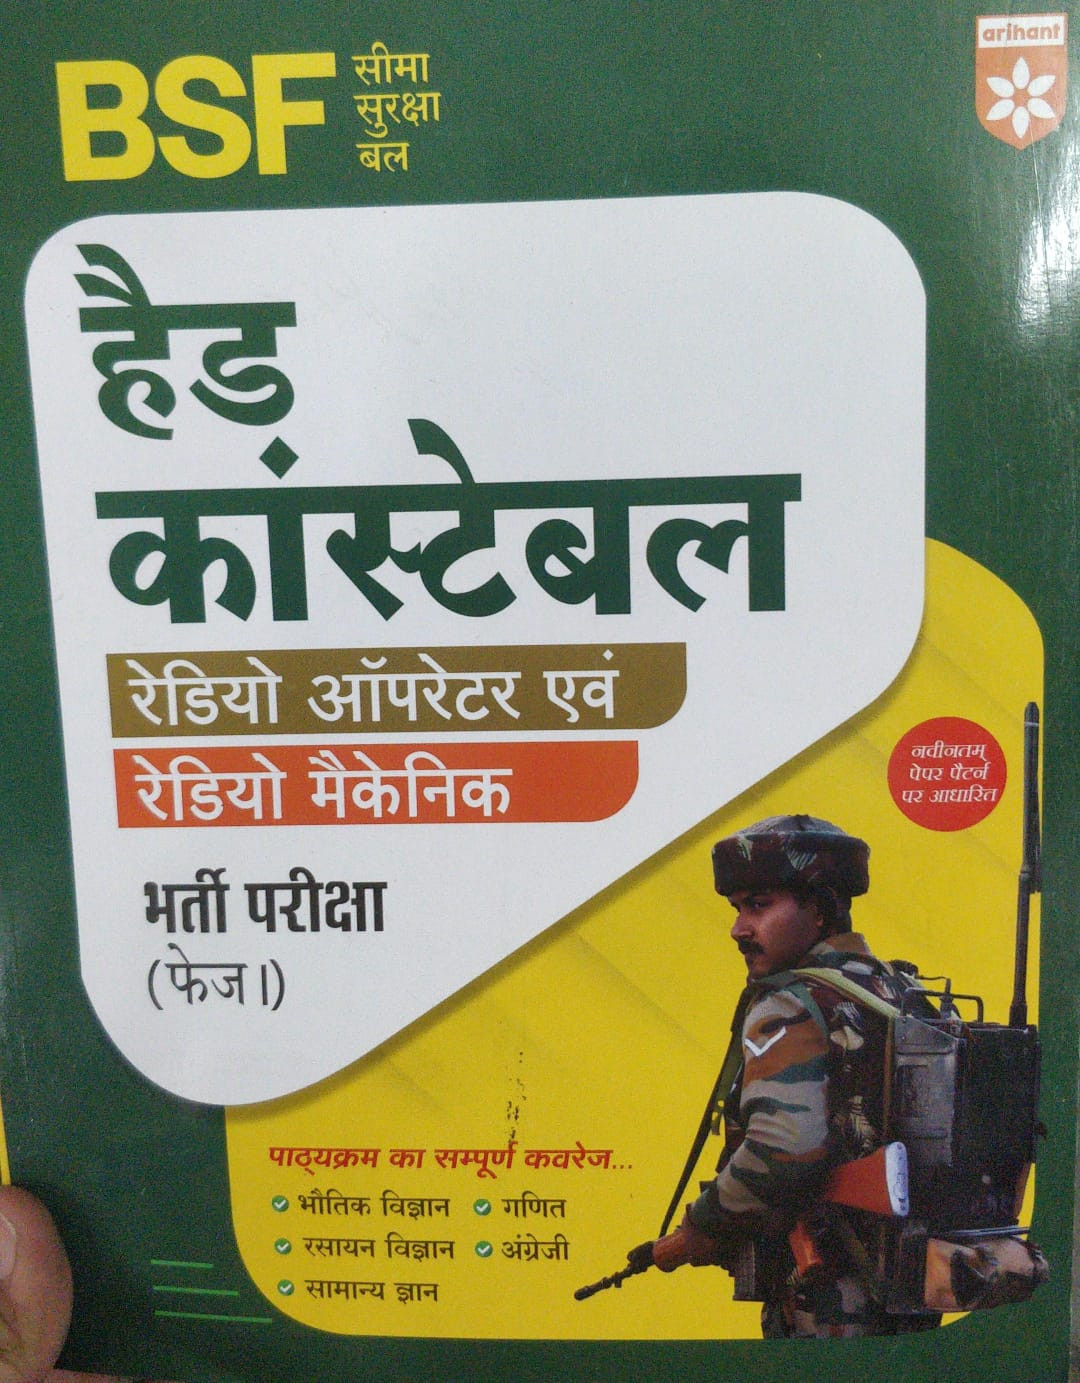 BSF सीमा
सुरक्षा
बल
arihant
हैड
कांस्टेबल
रेडियो ऑपरेटर एवं
रेडियो मैकेनिक
भर्ती परीक्षा
(फेज I)
नवीनतम्
पेपर पैटर्न
पर आधारित
पाठ्यक्रम का सम्पूर्ण कवरेज...
भौतिक विज्ञान गणित
रसायन विज्ञान अंग्रेजी
सामान्य ज्ञान